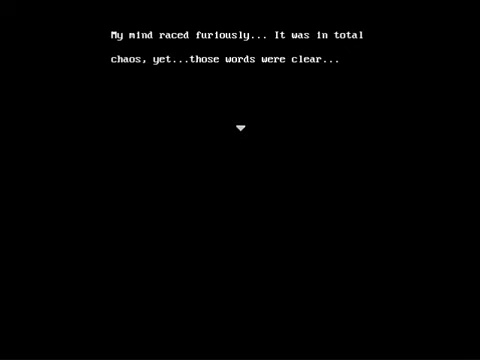 My mind raced furiously... It was in total
chaos, yet...those words were clear...